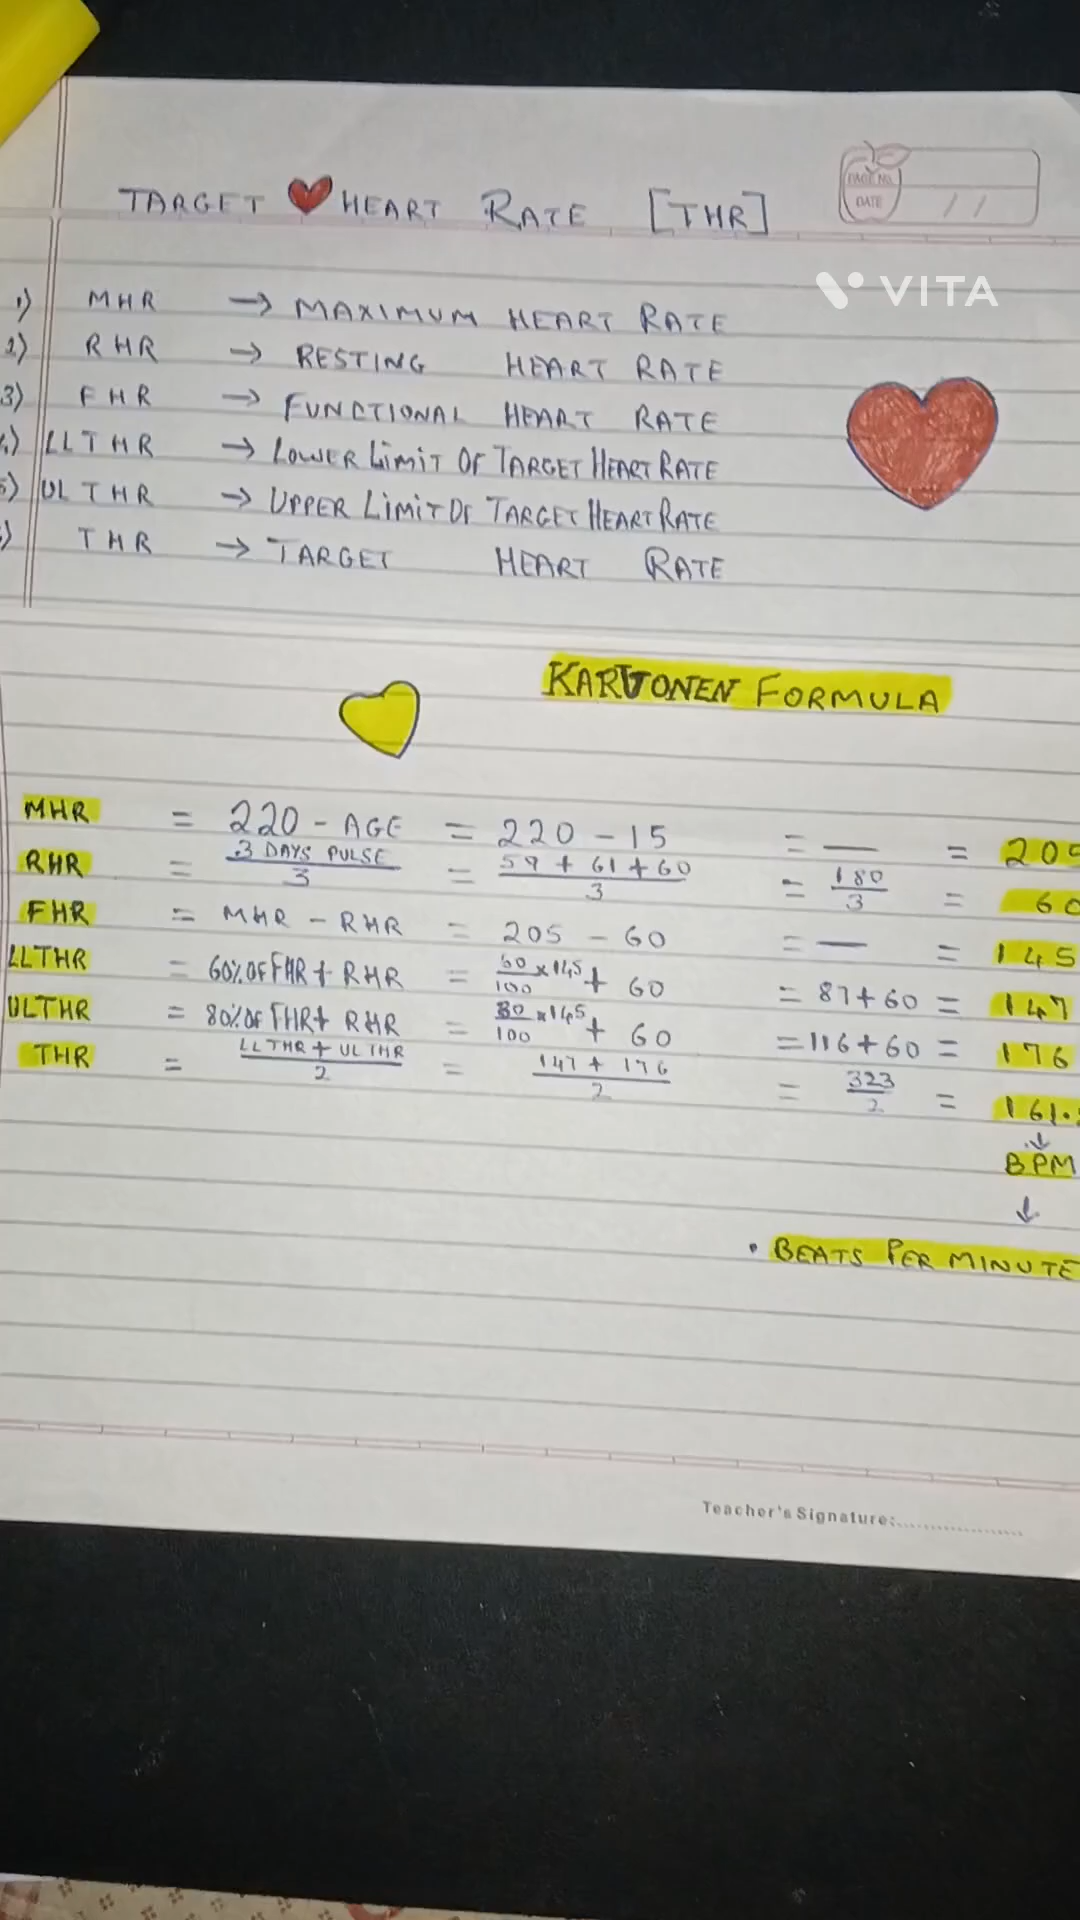 TARGET HEART RATE [THR]
PAGE NO.
DATE / /
VITA
1) MHR → MAXIMUM HEART RATE
2) RHR → RESTING HEART RATE
3) FHR → FUNCTIONAL HEART RATE
) LLTHR → LOWER LIMIT OF TARGET HEART RATE
5) ULTHR → UPPER LIMIT OF TARGET HEART RATE
) THR → TARGET HEART RATE
KARVONEN FORMULA
MHR = 220 - AGE = 220 - 15 = — = 205
RHR = 3 DAYS PULSE / 3 = 59 + 61 + 60 / 3 = 180 / 3 = 60
FHR = MHR - RHR = 205 - 60 = — = 145
LLTHR = 60% OF FHR + RHR = 60/100 × 145 + 60 = 87 + 60 = 147
ULTHR = 80% OF FHR + RHR = 80/100 × 145 + 60 = 116 + 60 = 176
THR = LLTHR + ULTHR / 2 = 147 + 176 / 2 = 323 / 2 = 161.
↓
BPM
↓
• BEATS PER MINUTE
Teacher's Signature:....................